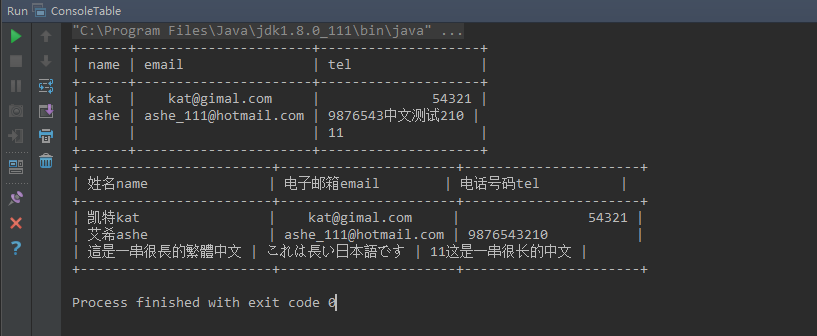 Run ConsoleTable
"C:\Program Files\Java\jdk1.8.0_111\bin\java" ...
+------+----------------------+--------------------+
| name | email                | tel                |
+------+----------------------+--------------------+
| kat  |    kat@gimal.com     |              54321 |
| ashe | ashe_111@hotmail.com | 9876543中文测试210 |
|      |                      | 11                 |
+------+----------------------+--------------------+
+------------------------+----------------------+----------------------+
| 姓名name               | 电子邮箱email        | 电话号码tel          |
+------------------------+----------------------+----------------------+
| 凯特kat                |    kat@gimal.com     |                54321 |
| 艾希ashe               | ashe_111@hotmail.com | 9876543210           |
| 這是一串很長的繁體中文 | これは長い日本語です | 11这是一串很长的中文 |
+------------------------+----------------------+----------------------+
Process finished with exit code 0